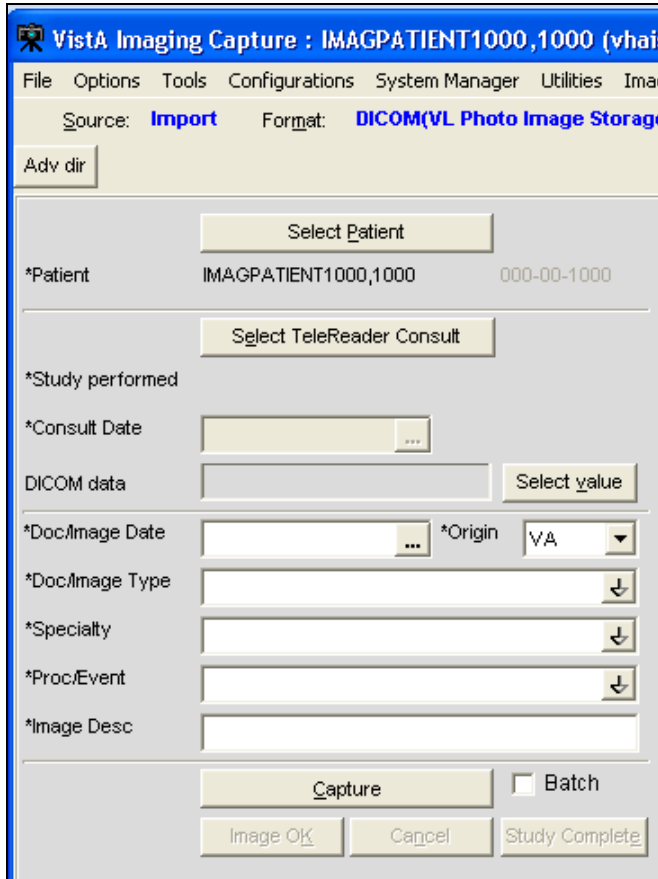 VistA Imaging Capture : IMAGPATIENT1000,1000 (vhai
File Options Tools Configurations System Manager Utilities Ima
Source: Import Format: DICOM(VL Photo Image Storage
Adv dir
Select Patient
*Patient IMAGPATIENT1000,1000 000-00-1000
Select TeleReader Consult
*Study performed
*Consult Date ...
DICOM data Select value
*Doc/Image Date ... *Origin VA
*Doc/Image Type
*Specialty
*Proc/Event
*Image Desc
Capture Batch
Image OK Cancel Study Complete